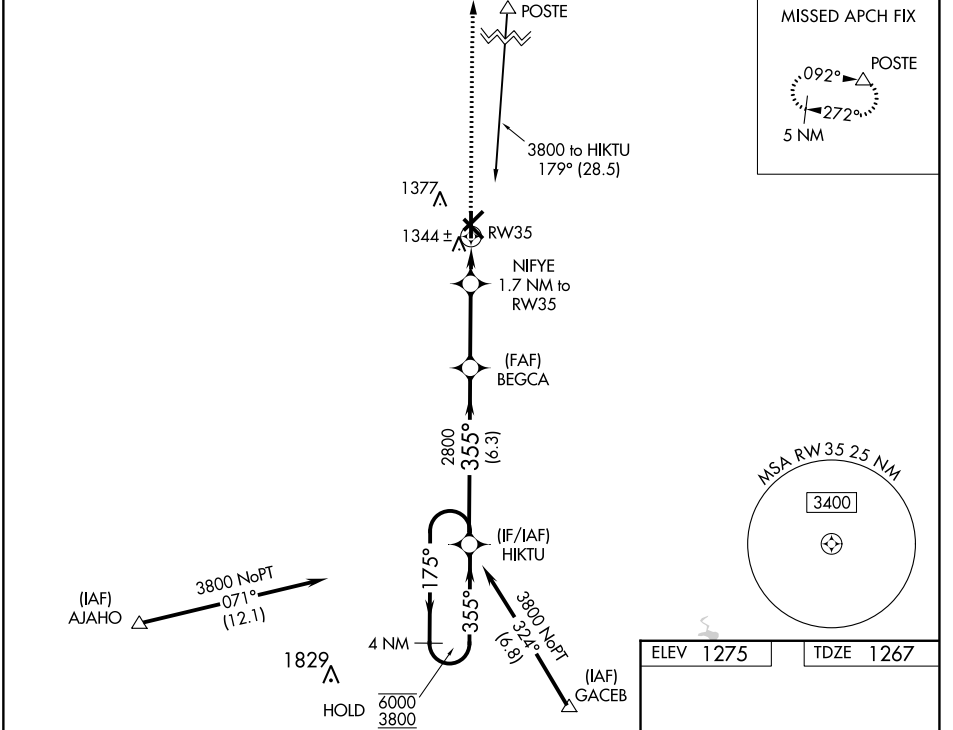 POSTE
MISSED APCH FIX
POSTE
092°
272°
5 NM
3800 to HIKTU
179° (28.5)
1377
1344 ±
RW35
NIFYE
1.7 NM to
RW35
(FAF)
BEGCA
2800
355°
(6.3)
MSA RW35 25 NM
3400
(IF/IAF)
HIKTU
175°
355°
3800 NoPT
071°
(12.1)
(IAF)
AJAHO
3800 NoPT
324°
(6.8)
4 NM
1829
HOLD
6000
3800
(IAF)
GACEB
ELEV 1275
TDZE 1267